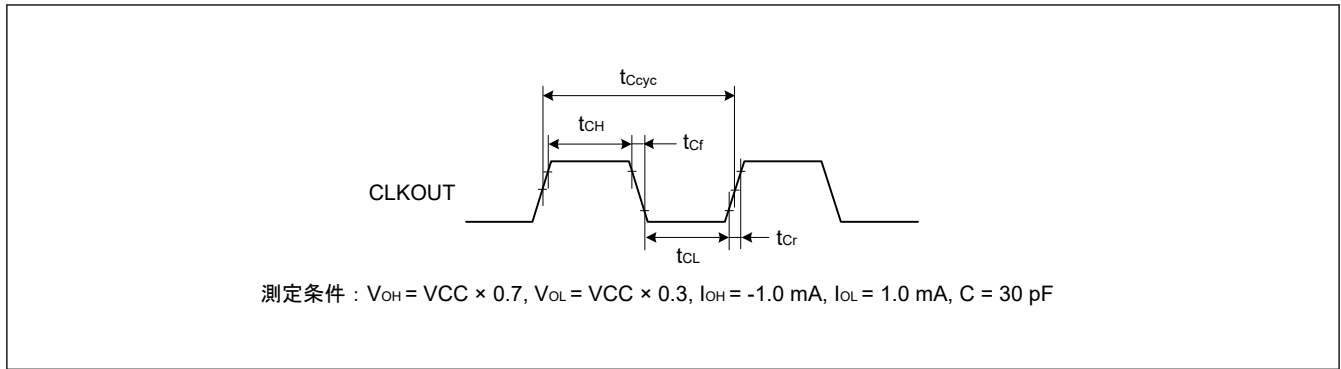 tCcyc
tCH
tCf
CLKOUT
tCr
tCL
測定条件：VOH = VCC × 0.7, VOL = VCC × 0.3, IOH = -1.0 mA, IOL = 1.0 mA, C = 30 pF